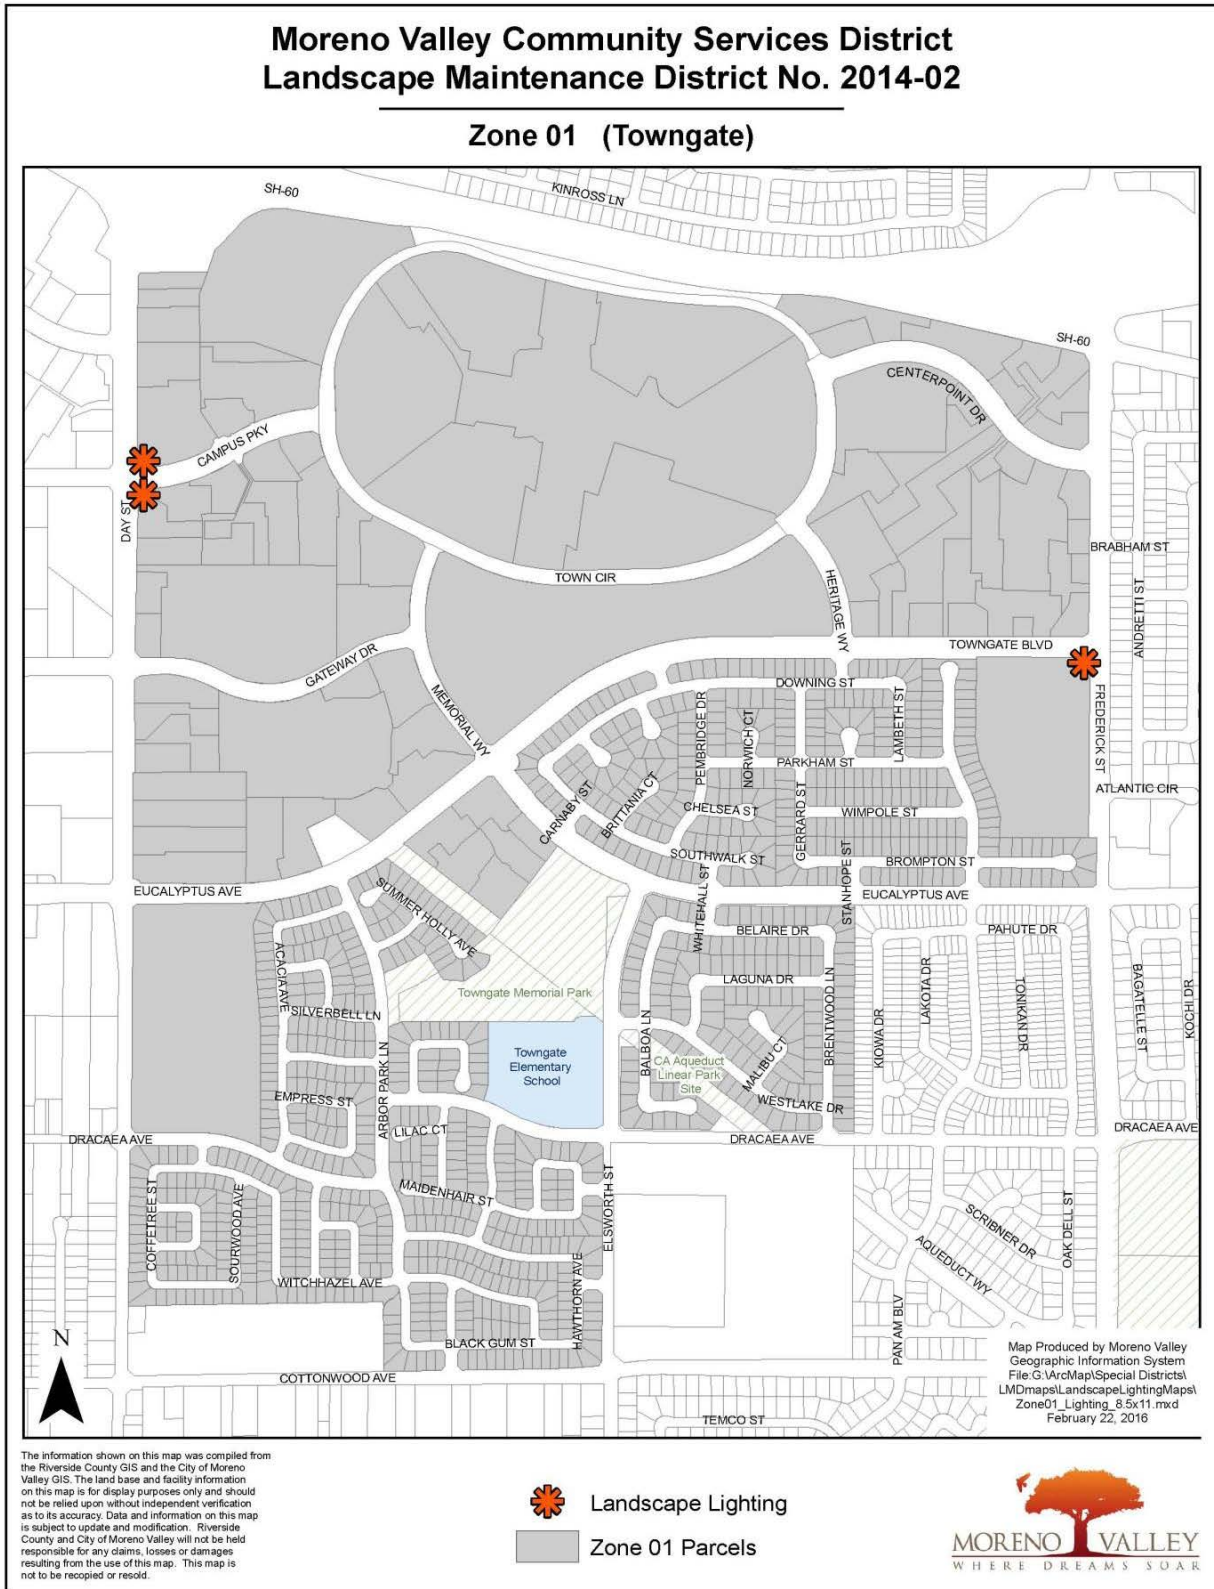 Moreno Valley Community Services District
Landscape Maintenance District No. 2014-02
Zone 01 (Towngate)
SH-60
KINROSS LN
SH-60
CENTERPOINT DR
CAMPUS PKY
DAY ST
BRABHAM ST
TOWN CIR
HERITAGE WY
ANDRETTI ST
TOWNGATE BLVD
GATEWAY DR
MEMORIAL WY
DOWNING ST
PEMBRIDGE DR
NORWICH CT
LAMBETH ST
FREDERICK ST
PARKHAM ST
ATLANTIC CIR
CARNABY ST
BRITTANIA CT
CHELSEA ST
GERRARD ST
WIMPOLE ST
SOUTHWALK ST
STANHOPE ST
BROMPTON ST
EUCALYPTUS AVE
EUCALYPTUS AVE
SUMMER HOLLY AVE
WHITEHALL ST
BELAIRE DR
PAHUTE DR
ACACIA AVE
LAGUNA DR
BRENTWOOD LN
LAKOTA DR
TONIKAN DR
BAGATELLE ST
KOCHI DR
Towngate Memorial Park
SILVERBELL LN
BALBOA LN
KIOWA DR
Towngate
Elementary
School
CA Aqueduct
Linear Park
Site
MALIBU CT
ARBOR PARK LN
EMPRESS ST
WESTLAKE DR
LILAC CT
DRACAEA AVE
DRACAEA AVE
DRACAEA AVE
COFFETREE ST
SOURWOOD AVE
MAIDENHAIR ST
ELSWORTH ST
SCRIBNER DR
OAK DELL ST
AQUEDUCT WY
WITCHHAZEL AVE
HAWTHORN AVE
BLACK GUM ST
PAN AM BLV
COTTONWOOD AVE
TEMCO ST
N
Map Produced by Moreno Valley
Geographic Information System
File:G:\ArcMap\Special Districts\
LMDmaps\LandscapeLightingMaps\
Zone01_Lighting_8.5x11.mxd
February 22, 2016
The information shown on this map was compiled from
the Riverside County GIS and the City of Moreno
Valley GIS. The land base and facility information
on this map is for display purposes only and should
not be relied upon without independent verification
as to its accuracy. Data and information on this map
is subject to update and modification. Riverside
County and City of Moreno Valley will not be held
responsible for any claims, losses or damages
resulting from the use of this map. This map is
not to be recopied or resold.
Landscape Lighting
Zone 01 Parcels
MORENO VALLEY
WHERE DREAMS SOAR